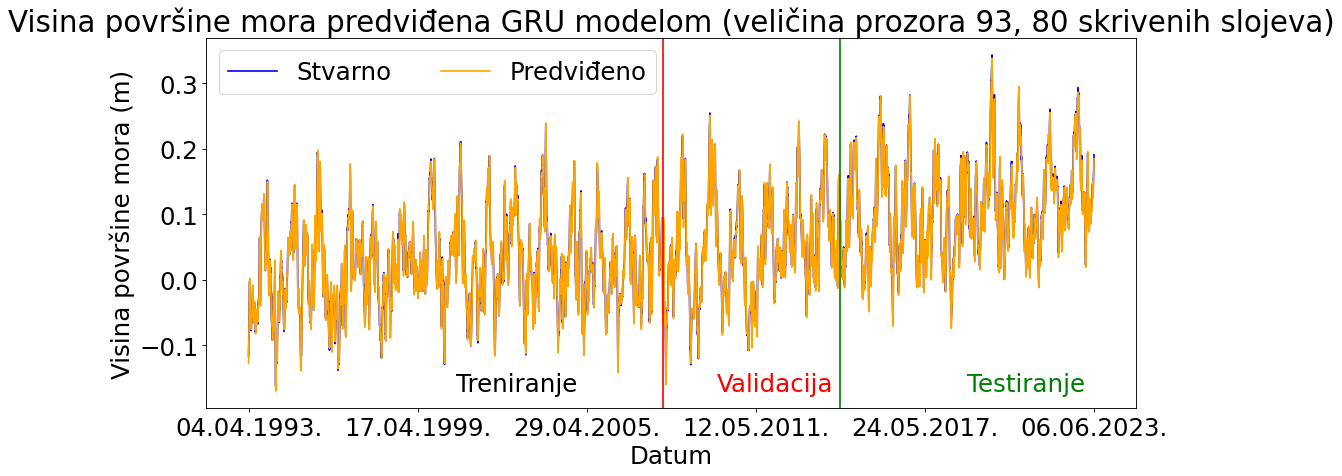 Visina površine mora predviđena GRU modelom (veličina prozora 93, 80 skrivenih slojeva)
Stvarno Predviđeno
Visina površine mora (m)
0.3
0.2
0.1
0.0
−0.1
Treniranje Validacija Testiranje
04.04.1993. 17.04.1999. 29.04.2005. 12.05.2011. 24.05.2017. 06.06.2023.
Datum